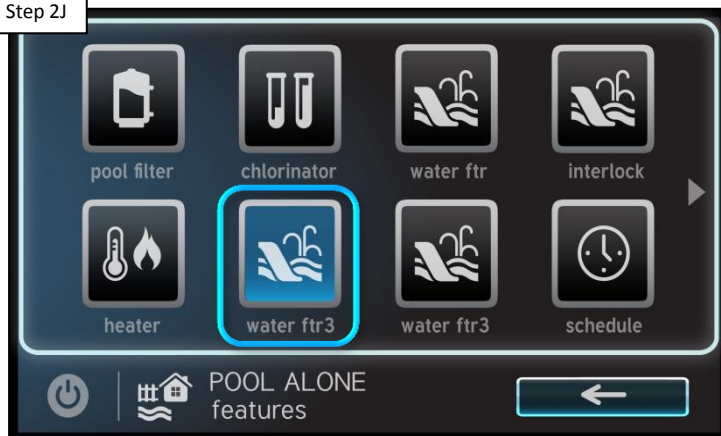 Step 2J
pool filter
chlorinator
water ftr
interlock
heater
water ftr3
water ftr3
schedule
POOL ALONE
features